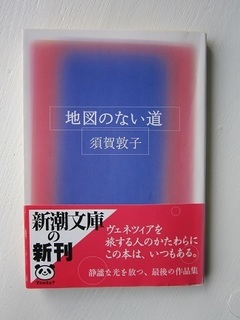 地図のない道
須賀敦子
新潮文庫
の
新刊
ヴェネツィアを
旅する人のかたわらに
この本は、いつもある。
静謐な光を放つ、最後の作品集